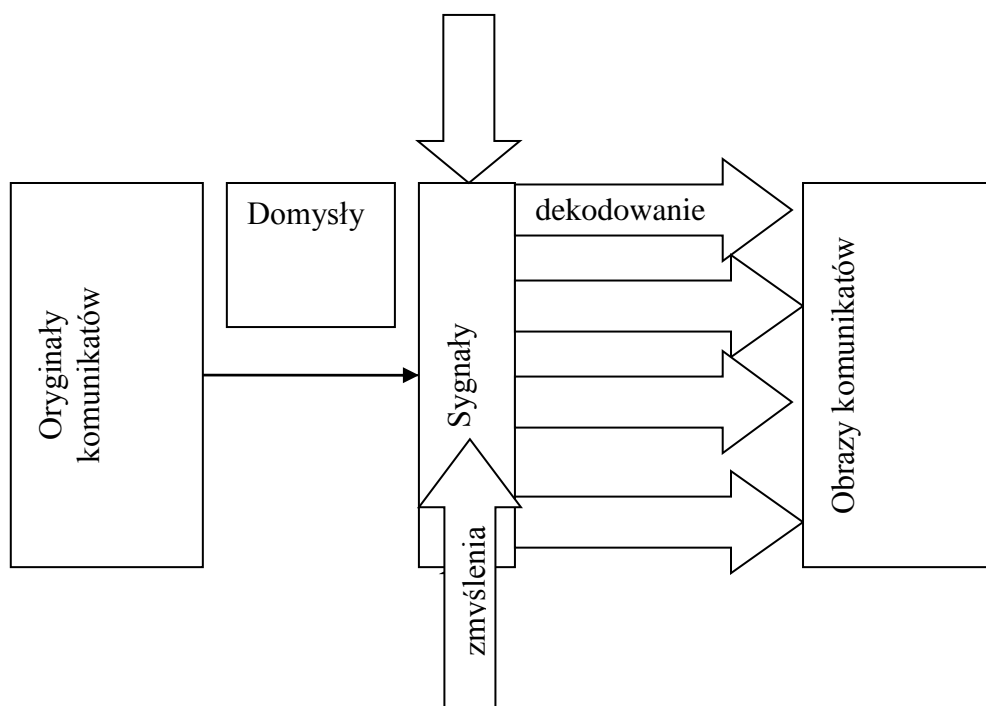 Oryginały
komunikatów
Domysły
Sygnały
zmyślenia
dekodowanie
Obrazy komunikatów